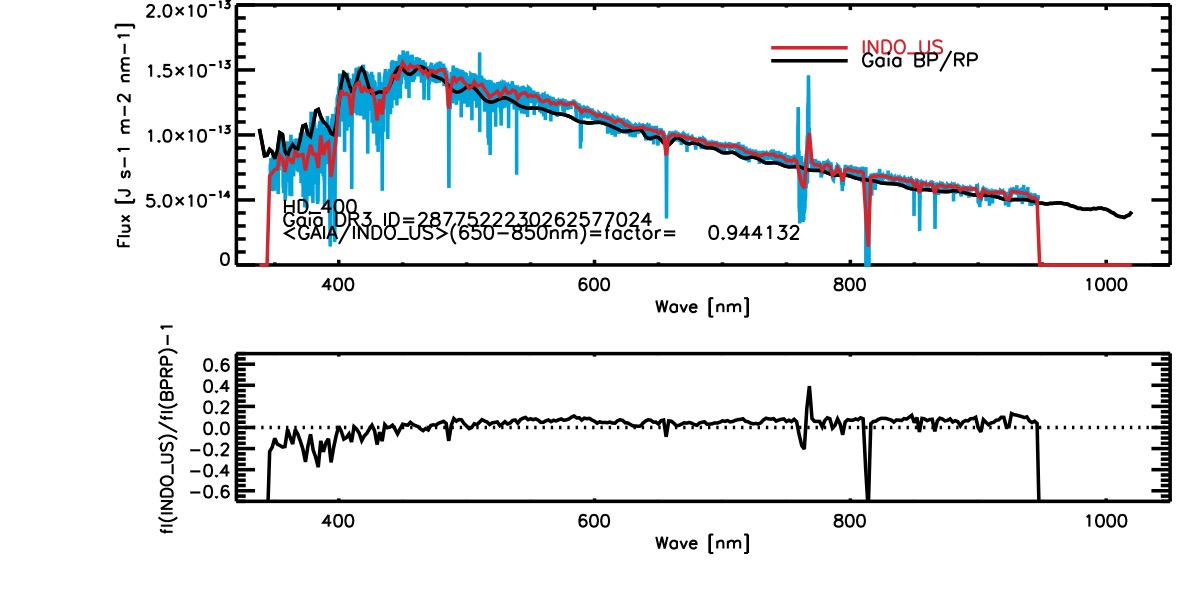 2.0×10−13
1.5×10−13
1.0×10−13
5.0×10−14
0
Flux [J s−1 m−2 nm−1]
INDO_US
Gaia BP/RP
HD_400
Gaia DR3_ID=2877522230262577024
<GAIA/INDO_US>(650−850nm)=factor= 0.944132
400 600 800 1000
Wave [nm]
fl(INDO_US)/fl(BPRP)−1
0.6
0.4
0.2
0.0
−0.2
−0.4
−0.6
400 600 800 1000
Wave [nm]